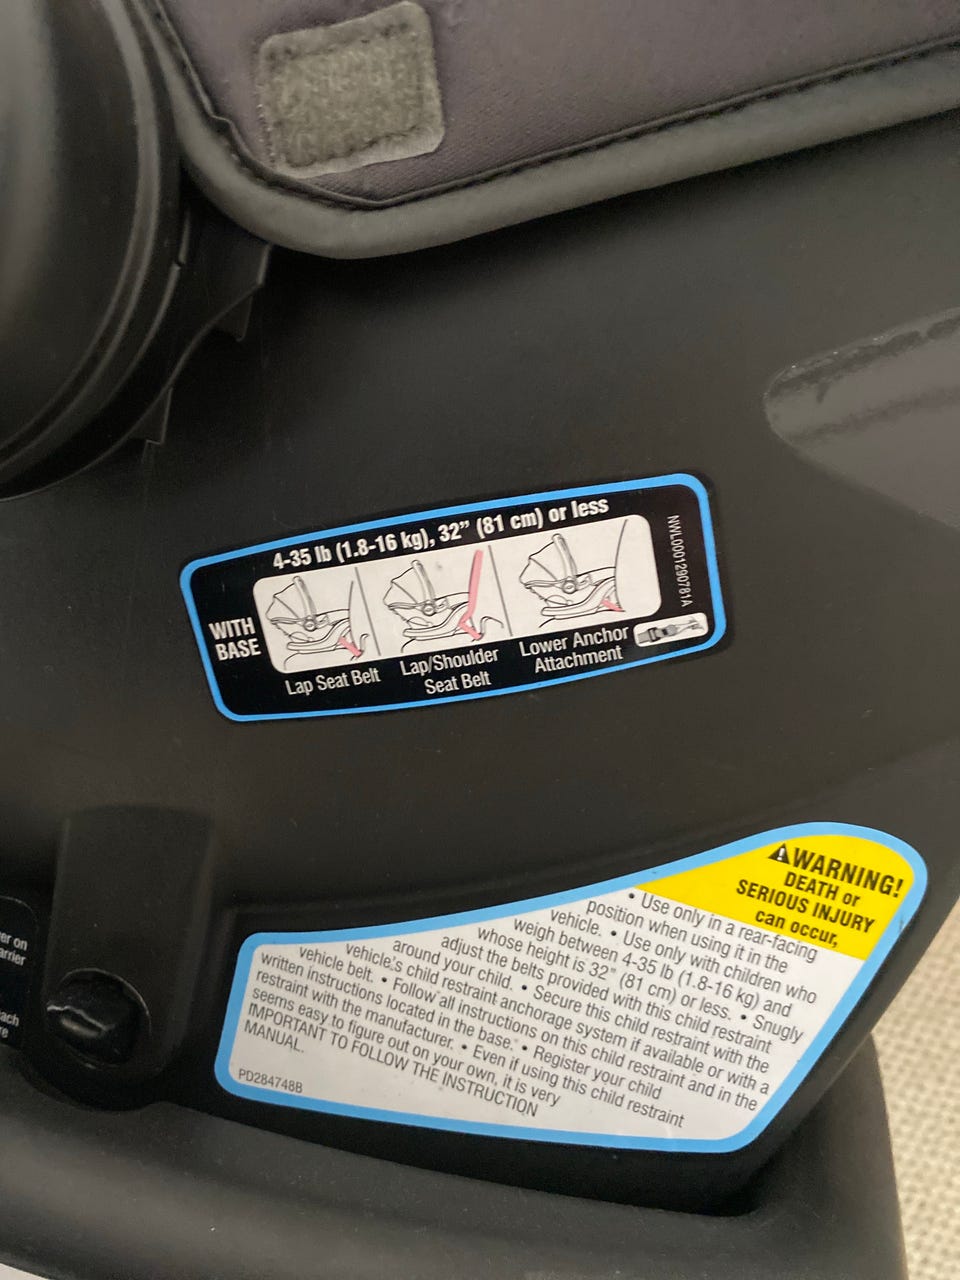 4-35 lb (1.8-16 kg), 32" (81 cm) or less
WITH
BASE
Lap Seat Belt
Lap/Shoulder
Seat Belt
Lower Anchor
Attachment
NWL0001290781A
WARNING!
DEATH or
SERIOUS INJURY
can occur,
• Use only in a rear-facing
position when using it in the
vehicle. • Use only with children who
weigh between 4-35 lb (1.8-16 kg) and
whose height is 32" (81 cm) or less. • Snugly
adjust the belts provided with this child restraint
around your child. • Secure this child restraint with the
vehicle's child restraint anchorage system if available or with a
vehicle belt. • Follow all instructions on this child restraint and in the
written instructions located in the base. • Register your child
restraint with the manufacturer. • Even if using this child restraint
seems easy to figure out on your own, it is very
IMPORTANT TO FOLLOW THE INSTRUCTION
MANUAL.
PD284748B
er on
arrier
ach
re